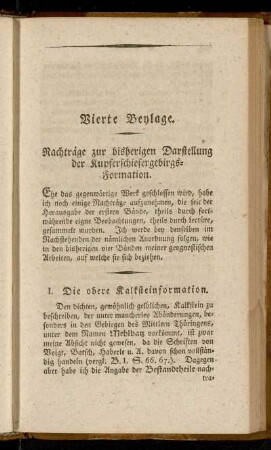 Vierte Beylage.
Nachträge zur bisherigen Darstellung
der Kupferschiefergebirgs-
Formation.
Ehe das gegenwärtige Werk geschlossen wird, habe
ich noch einige Nachträge aufzunehmen, die seit der
Herausgabe der erstern Bände, theils durch fort-
währende eigne Beobachtungen, theils durch lecture,
gesammelt wurden. Ich werde bey denselben im
Nachstehenden der nämlichen Anordnung folgen, wie
in den bisherigen vier Bänden meiner geognostischen
Arbeiten, auf welche sie sich beziehen.
I. Die obere Kalksteinformation.
Den dichten, gewöhnlich gelblichen, Kalkstein zu
beschreiben, der unter mancherley Abänderungen, be-
sonders in den Gebirgen des Mittlern Thüringens,
unter dem Namen Mehlbatz vorkömmt, ist zwar
meine Absicht nicht gewesen, da die Schriften von
Voigt, Batsch, Haberle u. A. davon schon vollstän-
dig handeln (vergl: B. I. S. 66. 67.). Dagegen
aber habe ich die Angabe der Bestandtheile nach-
tra-